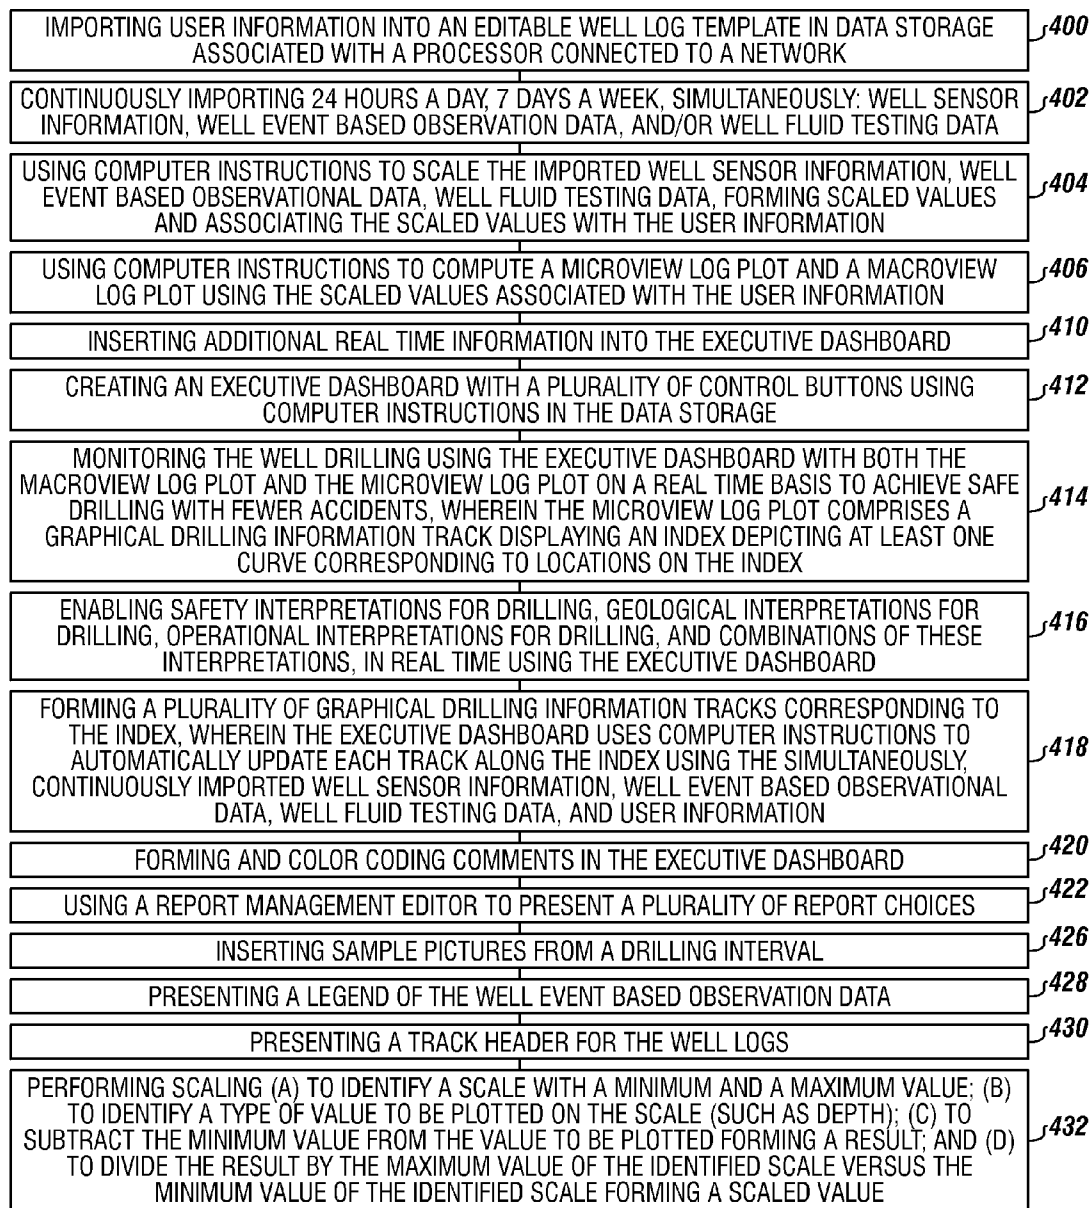 IMPORTING USER INFORMATION INTO AN EDITABLE WELL LOG TEMPLATE IN DATA STORAGE
ASSOCIATED WITH A PROCESSOR CONNECTED TO A NETWORK
400
CONTINUOUSLY IMPORTING 24 HOURS A DAY, 7 DAYS A WEEK, SIMULTANEOUSLY: WELL SENSOR
INFORMATION, WELL EVENT BASED OBSERVATION DATA, AND/OR WELL FLUID TESTING DATA
402
USING COMPUTER INSTRUCTIONS TO SCALE THE IMPORTED WELL SENSOR INFORMATION, WELL
EVENT BASED OBSERVATIONAL DATA, WELL FLUID TESTING DATA, FORMING SCALED VALUES
AND ASSOCIATING THE SCALED VALUES WITH THE USER INFORMATION
404
USING COMPUTER INSTRUCTIONS TO COMPUTE A MICROVIEW LOG PLOT AND A MACROVIEW
LOG PLOT USING THE SCALED VALUES ASSOCIATED WITH THE USER INFORMATION
406
INSERTING ADDITIONAL REAL TIME INFORMATION INTO THE EXECUTIVE DASHBOARD
410
CREATING AN EXECUTIVE DASHBOARD WITH A PLURALITY OF CONTROL BUTTONS USING
COMPUTER INSTRUCTIONS IN THE DATA STORAGE
412
MONITORING THE WELL DRILLING USING THE EXECUTIVE DASHBOARD WITH BOTH THE
MACROVIEW LOG PLOT AND THE MICROVIEW LOG PLOT ON A REAL TIME BASIS TO ACHIEVE SAFE
DRILLING WITH FEWER ACCIDENTS, WHEREIN THE MICROVIEW LOG PLOT COMPRISES A
GRAPHICAL DRILLING INFORMATION TRACK DISPLAYING AN INDEX DEPICTING AT LEAST ONE
CURVE CORRESPONDING TO LOCATIONS ON THE INDEX
414
ENABLING SAFETY INTERPRETATIONS FOR DRILLING, GEOLOGICAL INTERPRETATIONS FOR
DRILLING, OPERATIONAL INTERPRETATIONS FOR DRILLING, AND COMBINATIONS OF THESE
INTERPRETATIONS, IN REAL TIME USING THE EXECUTIVE DASHBOARD
416
FORMING A PLURALITY OF GRAPHICAL DRILLING INFORMATION TRACKS CORRESPONDING TO
THE INDEX, WHEREIN THE EXECUTIVE DASHBOARD USES COMPUTER INSTRUCTIONS TO
AUTOMATICALLY UPDATE EACH TRACK ALONG THE INDEX USING THE SIMULTANEOUSLY,
CONTINUOUSLY IMPORTED WELL SENSOR INFORMATION, WELL EVENT BASED OBSERVATIONAL
DATA, WELL FLUID TESTING DATA, AND USER INFORMATION
418
FORMING AND COLOR CODING COMMENTS IN THE EXECUTIVE DASHBOARD
420
USING A REPORT MANAGEMENT EDITOR TO PRESENT A PLURALITY OF REPORT CHOICES
422
INSERTING SAMPLE PICTURES FROM A DRILLING INTERVAL
426
PRESENTING A LEGEND OF THE WELL EVENT BASED OBSERVATION DATA
428
PRESENTING A TRACK HEADER FOR THE WELL LOGS
430
PERFORMING SCALING (A) TO IDENTIFY A SCALE WITH A MINIMUM AND A MAXIMUM VALUE; (B)
TO IDENTIFY A TYPE OF VALUE TO BE PLOTTED ON THE SCALE (SUCH AS DEPTH); (C) TO
SUBTRACT THE MINIMUM VALUE FROM THE VALUE TO BE PLOTTED FORMING A RESULT; AND (D)
TO DIVIDE THE RESULT BY THE MAXIMUM VALUE OF THE IDENTIFIED SCALE VERSUS THE
MINIMUM VALUE OF THE IDENTIFIED SCALE FORMING A SCALED VALUE
432